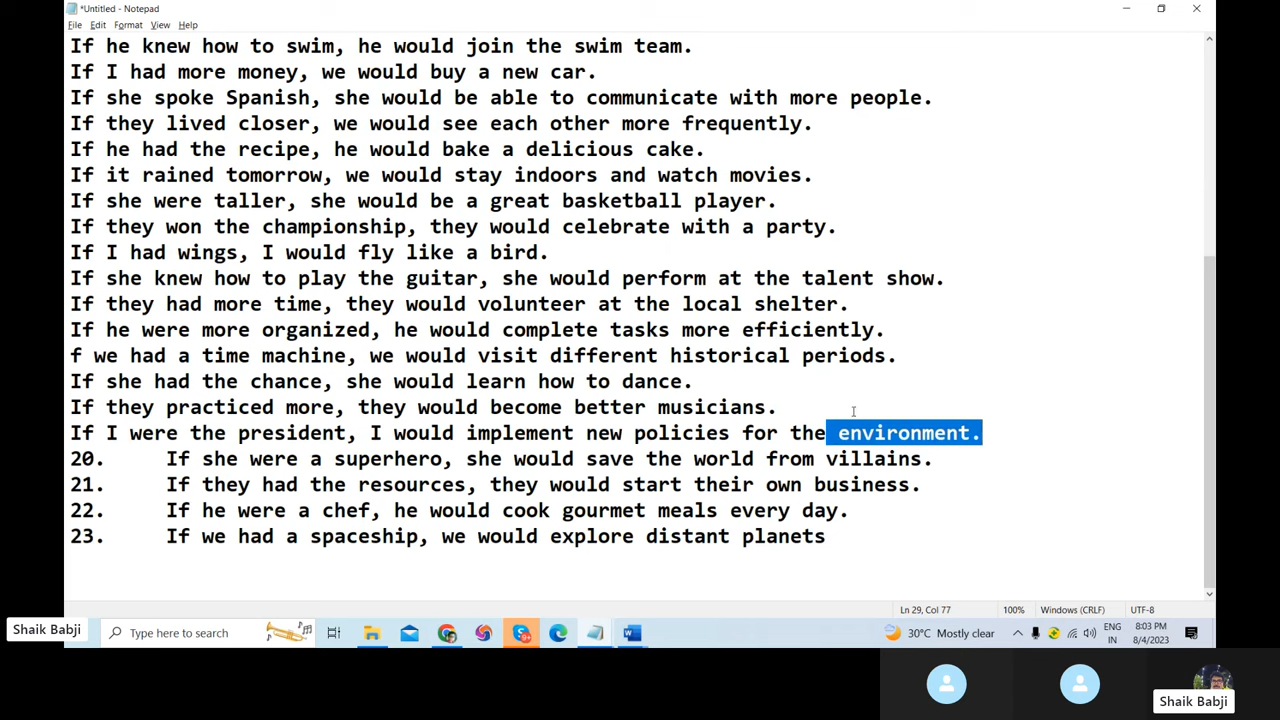 *Untitled - Notepad
File Edit Format View Help
If he knew how to swim, he would join the swim team.
If I had more money, we would buy a new car.
If she spoke Spanish, she would be able to communicate with more people.
If they lived closer, we would see each other more frequently.
If he had the recipe, he would bake a delicious cake.
If it rained tomorrow, we would stay indoors and watch movies.
If she were taller, she would be a great basketball player.
If they won the championship, they would celebrate with a party.
If I had wings, I would fly like a bird.
If she knew how to play the guitar, she would perform at the talent show.
If they had more time, they would volunteer at the local shelter.
If he were more organized, he would complete tasks more efficiently.
f we had a time machine, we would visit different historical periods.
If she had the chance, she would learn how to dance.
If they practiced more, they would become better musicians.
If I were the president, I would implement new policies for the environment.
20. If she were a superhero, she would save the world from villains.
21. If they had the resources, they would start their own business.
22. If he were a chef, he would cook gourmet meals every day.
23. If we had a spaceship, we would explore distant planets
Ln 29, Col 77 100% Windows (CRLF) UTF-8
Shaik Babji
Type here to search
30°C Mostly clear
ENG
IN
8:03 PM
8/4/2023
Shaik Babji